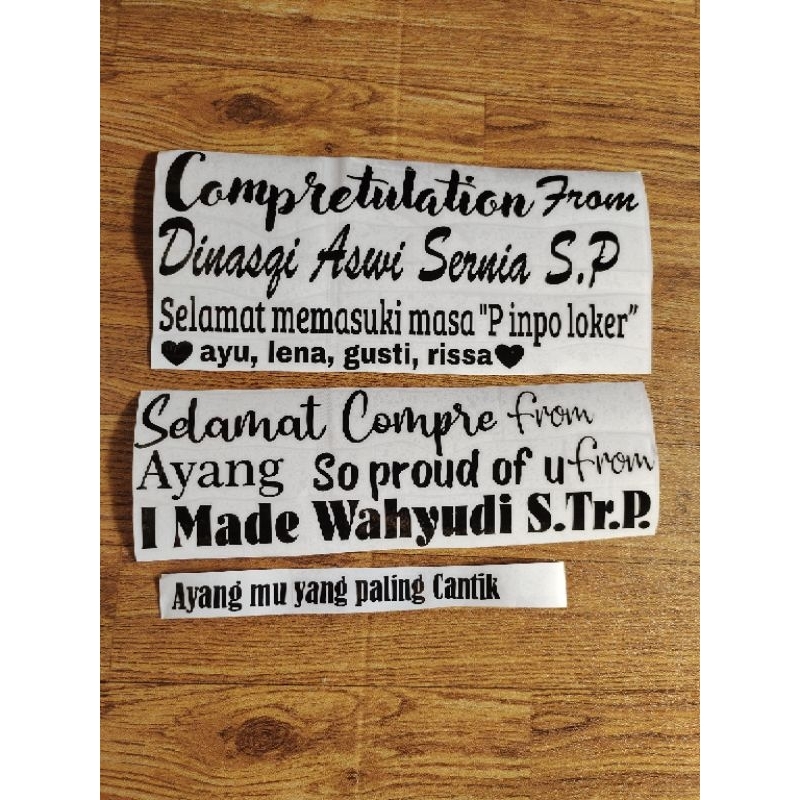 Compretulation From
Dinasqi Aswi Sernia S.P
Selamat memasuki masa "P inpo loker"
ayu, lena, gusti, rissa
Selamat Compre from
Ayang So proud of u from
I Made Wahyudi S.Tr.P.
Ayang mu yang paling Cantik